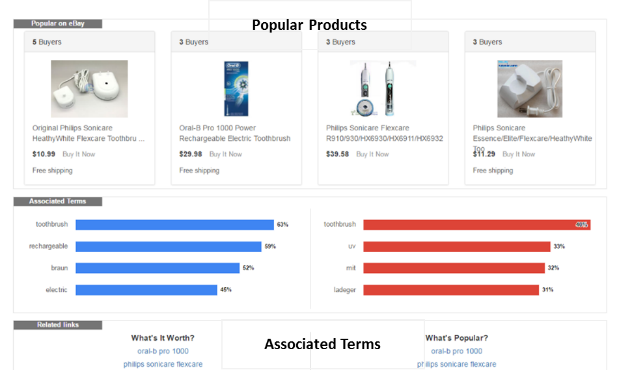 Popular on eBay
Popular Products
5 Buyers
Original Philips Sonicare
HeathyWhite Flexcare Toothbru ...
$10.99 Buy It Now
Free shipping
3 Buyers
Oral-B
Oral-B Pro 1000 Power
Rechargeable Electric Toothbrush
$29.98 Buy It Now
Free shipping
3 Buyers
Philips Sonicare Flexcare
R910/930/HX6930/HX6911/HX6932
$39.58 Buy It Now
3 Buyers
Philips Sonicare
Essence/Elite/Flexcare/HeathyWhite
Too
$11.29 Buy It Now
Free shipping
Associated Terms
toothbrush 63%
rechargeable 59%
braun 52%
electric 45%
toothbrush
uv 33%
mit 32%
ladeger 31%
Related links
Associated Terms
What's It Worth?
oral-b pro 1000
philips sonicare flexcare
What's Popular?
oral-b pro 1000
philips sonicare flexcare